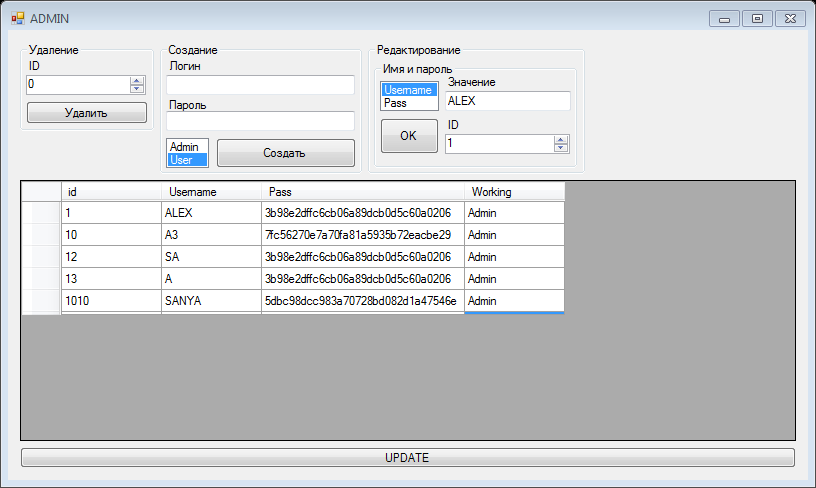 ADMIN
Удаление
ID
0
Удалить
Создание
Логин
Пароль
Admin
User
Создать
Редактирование
Имя и пароль
Username
Pass
Значение
ALEX
OK
ID
1
id Username Pass Working
1 ALEX 3b98e2dffc6cb06a89dcb0d5c60a0206 Admin
10 A3 7fc56270e7a70fa81a5935b72eacbe29 Admin
12 SA 3b98e2dffc6cb06a89dcb0d5c60a0206 Admin
13 A 3b98e2dffc6cb06a89dcb0d5c60a0206 Admin
1010 SANYA 5dbc98dcc983a70728bd082d1a47546e Admin
UPDATE